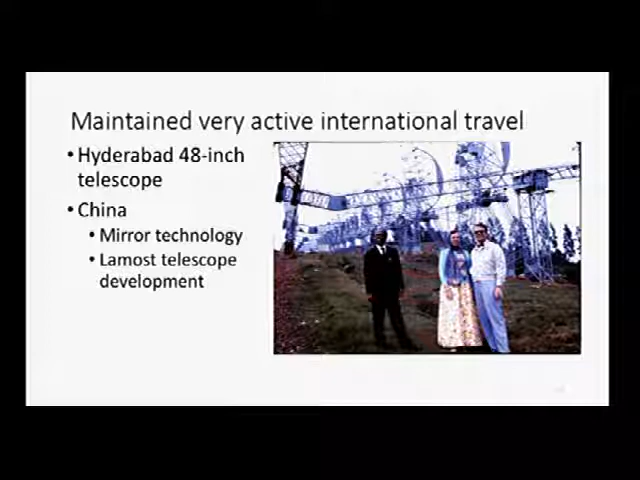 Maintained very active international travel
• Hyderabad 48-inch
telescope
• China
• Mirror technology
• Lamost telescope
development